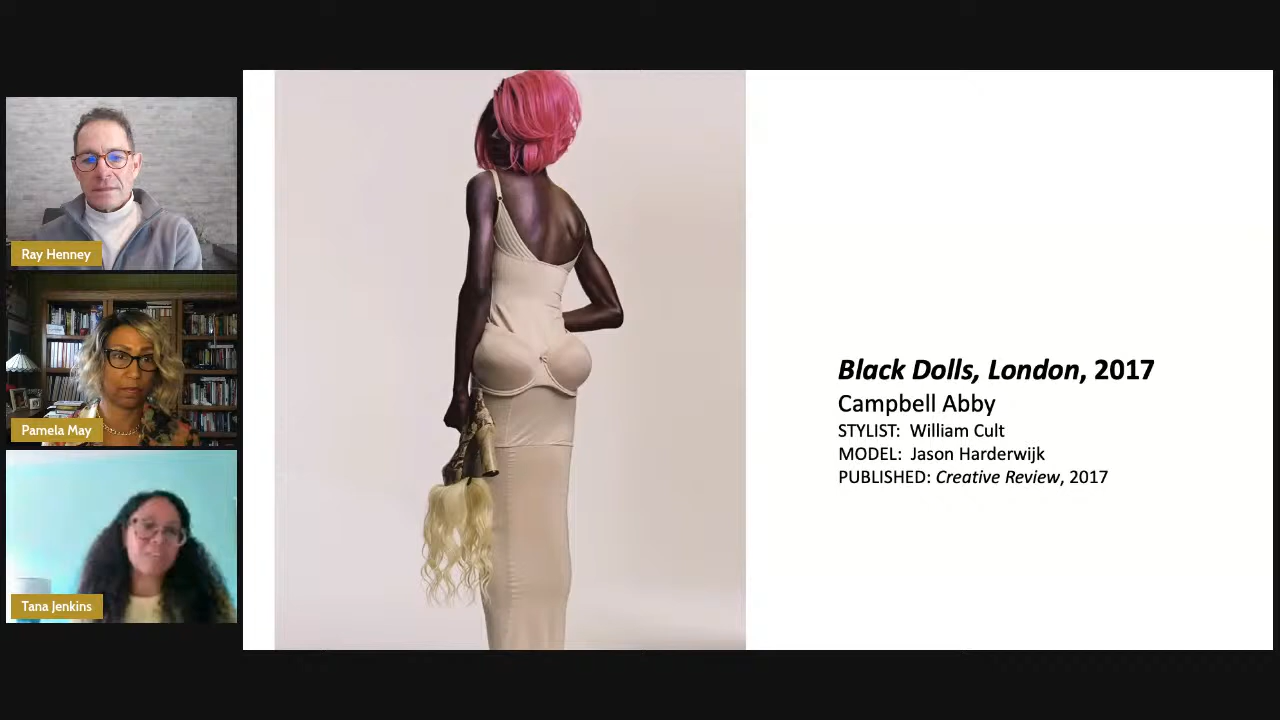 Ray Henney
Pamela May
Tana Jenkins
Black Dolls, London, 2017
Campbell Abby
STYLIST: William Cult
MODEL: Jason Harderwijk
PUBLISHED: Creative Review, 2017